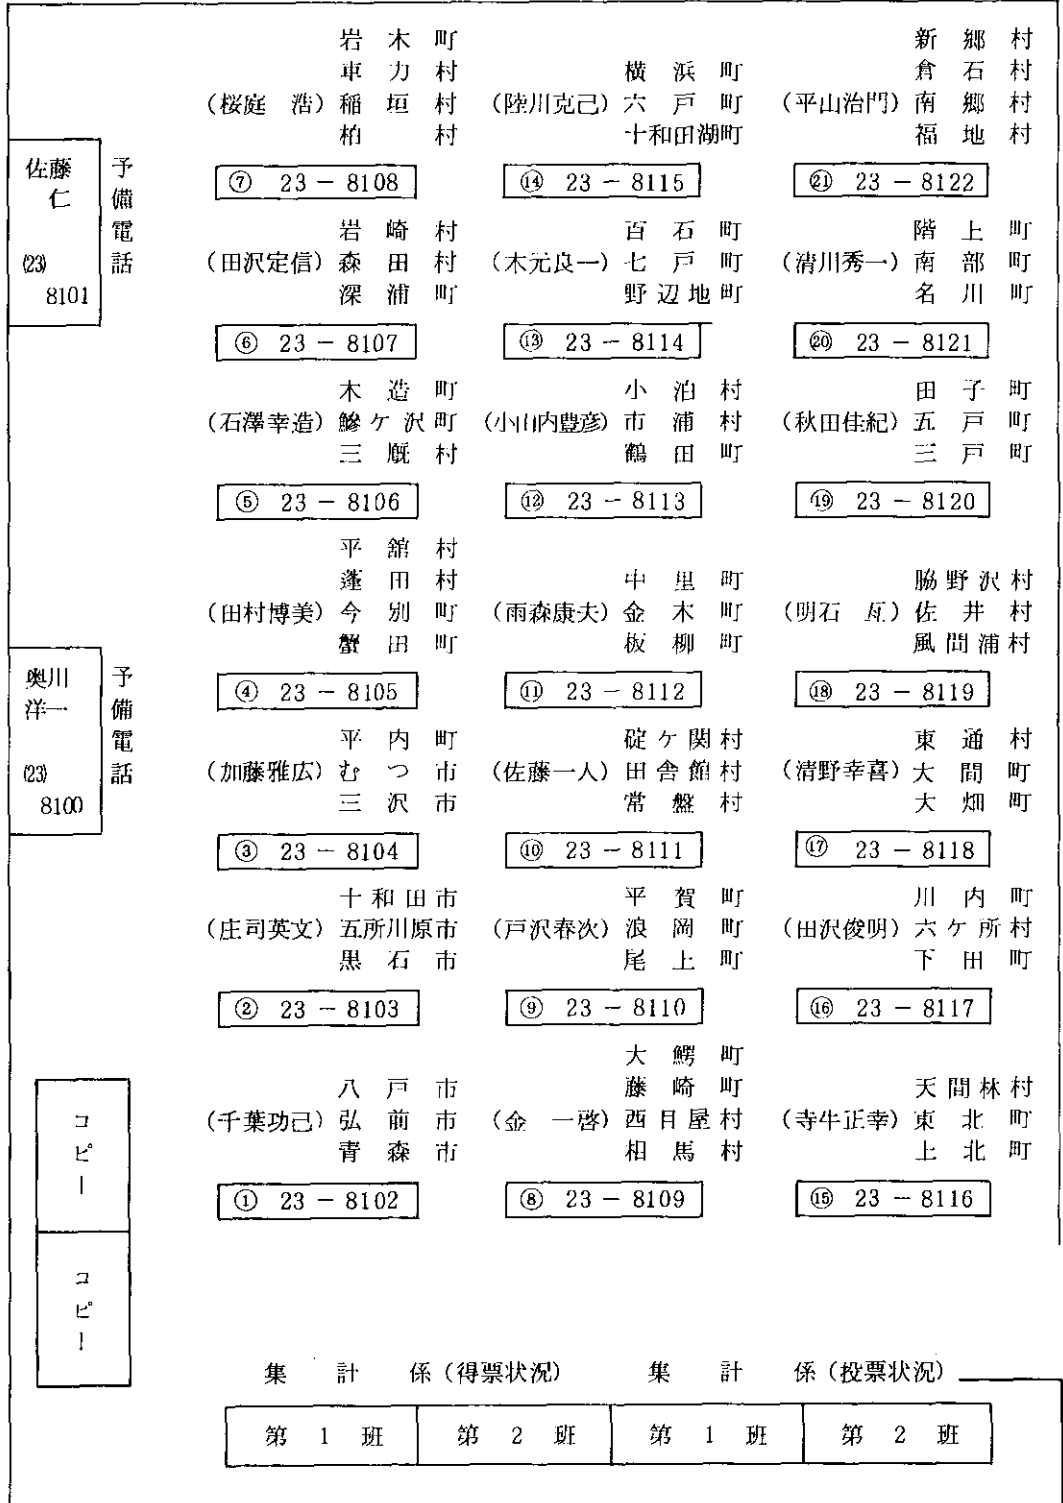 岩木町
車力村
(桜庭 浩) 稲垣村
柏村
⑦ 23-8108
横浜町
(陸川克己) 六戸町
十和田湖町
⑭ 23-8115
新郷村
倉石村
(平山治門) 南郷村
福地村
㉑ 23-8122
佐藤
仁
(23)
8101
予備電話
岩崎村
(田沢定信) 森田村
深浦町
⑥ 23-8107
百石町
(木元良一) 七戸町
野辺地町
⑬ 23-8114
階上町
(清川秀一) 南部町
名川町
⑳ 23-8121
木造町
(石澤幸造) 鰺ケ沢町
三厩村
⑤ 23-8106
小泊村
(小山内豊彦) 市浦村
鶴田町
⑫ 23-8113
田子町
(秋田佳紀) 五戸町
三戸町
⑲ 23-8120
平舘村
蓬田村
(田村博美) 今別町
蟹田町
④ 23-8105
中里町
(雨森康夫) 金木町
板柳町
⑪ 23-8112
脇野沢村
(明石 亙) 佐井村
風間浦村
⑱ 23-8119
奥川
洋一
(23)
8100
予備電話
平内町
(加藤雅広) むつ市
三沢市
③ 23-8104
碇ケ関村
(佐藤一人) 田舎館村
常盤村
⑩ 23-8111
東通村
(清野幸喜) 大間町
大畑町
⑰ 23-8118
十和田市
(庄司英文) 五所川原市
黒石市
② 23-8103
平賀町
(戸沢春次) 浪岡町
尾上町
⑨ 23-8110
川内町
(田沢俊明) 六ケ所村
下田町
⑯ 23-8117
八戸市
(千葉功己) 弘前市
青森市
① 23-8102
大鰐町
藤崎町
(金 一啓) 西目屋村
相馬村
⑧ 23-8109
天間林村
(寺牛正幸) 東北町
上北町
⑮ 23-8116
コピー
コピー
集計係(得票状況) 集計係(投票状況)
第1班 第2班 第1班 第2班